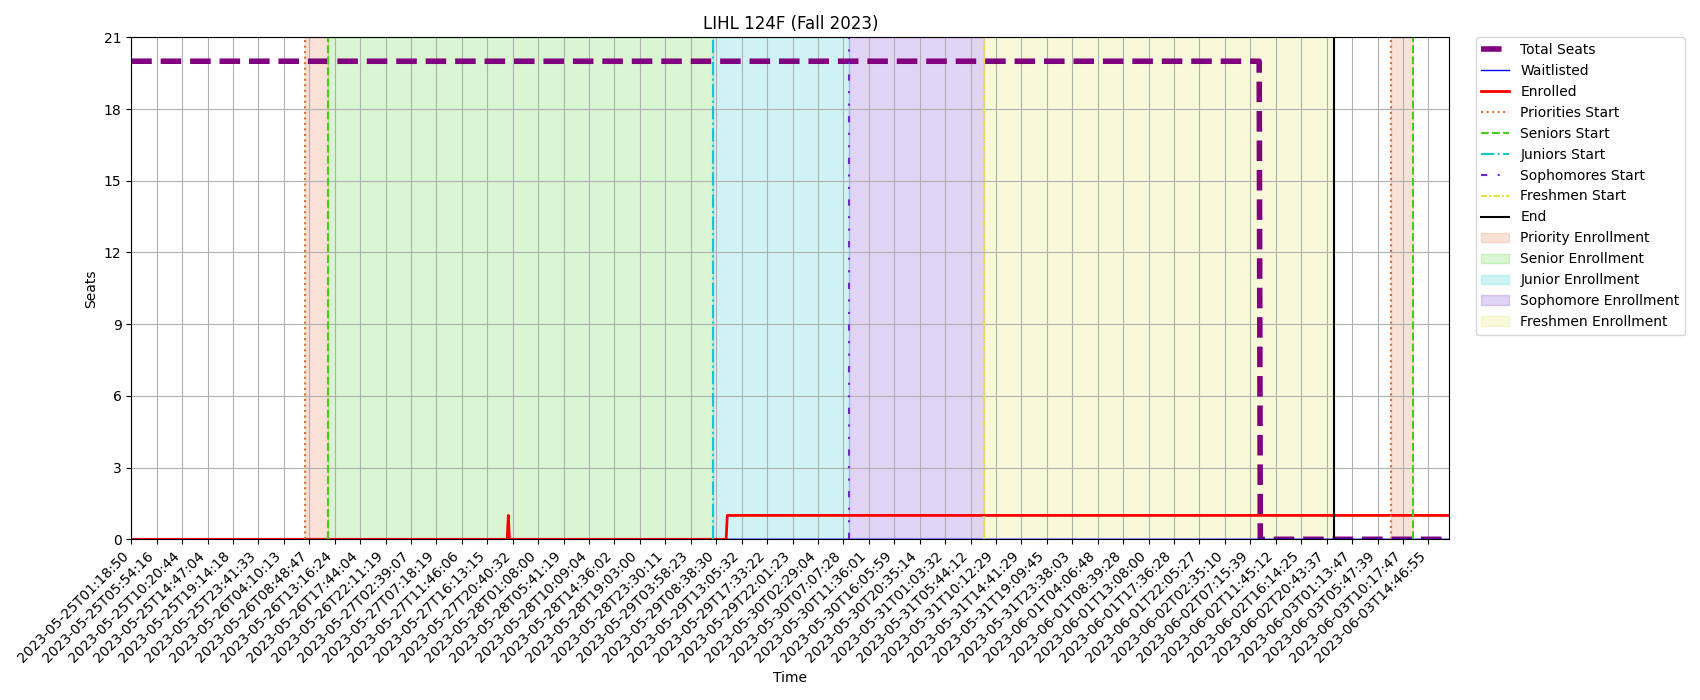 LIHL 124F (Fall 2023)
21
18
15
12
9
6
3
0
Seats
2023-05-25T01:18:50
2023-05-25T05:54:16
2023-05-25T10:20:44
2023-05-25T14:47:04
2023-05-25T19:14:18
2023-05-25T23:41:33
2023-05-26T04:10:13
2023-05-26T08:48:47
2023-05-26T13:16:24
2023-05-26T17:44:04
2023-05-26T22:11:19
2023-05-27T02:39:07
2023-05-27T07:18:19
2023-05-27T11:46:06
2023-05-27T16:13:15
2023-05-27T20:40:32
2023-05-28T01:08:00
2023-05-28T05:41:19
2023-05-28T10:09:04
2023-05-28T14:36:02
2023-05-28T19:03:00
2023-05-28T23:30:11
2023-05-29T03:58:23
2023-05-29T08:38:30
2023-05-29T13:05:32
2023-05-29T17:33:22
2023-05-29T22:01:23
2023-05-30T02:29:04
2023-05-30T07:07:28
2023-05-30T11:36:01
2023-05-30T16:05:59
2023-05-30T20:35:14
2023-05-31T01:03:32
2023-05-31T05:44:12
2023-05-31T10:12:29
2023-05-31T14:41:29
2023-05-31T19:09:45
2023-05-31T23:38:03
2023-06-01T04:06:48
2023-06-01T08:39:28
2023-06-01T13:08:00
2023-06-01T17:36:28
2023-06-01T22:05:27
2023-06-02T02:35:10
2023-06-02T07:15:39
2023-06-02T11:45:12
2023-06-02T16:14:25
2023-06-02T20:43:37
2023-06-03T01:13:47
2023-06-03T05:47:39
2023-06-03T10:17:47
2023-06-03T14:46:55
Time
Total Seats
Waitlisted
Enrolled
Priorities Start
Seniors Start
Juniors Start
Sophomores Start
Freshmen Start
End
Priority Enrollment
Senior Enrollment
Junior Enrollment
Sophomore Enrollment
Freshmen Enrollment